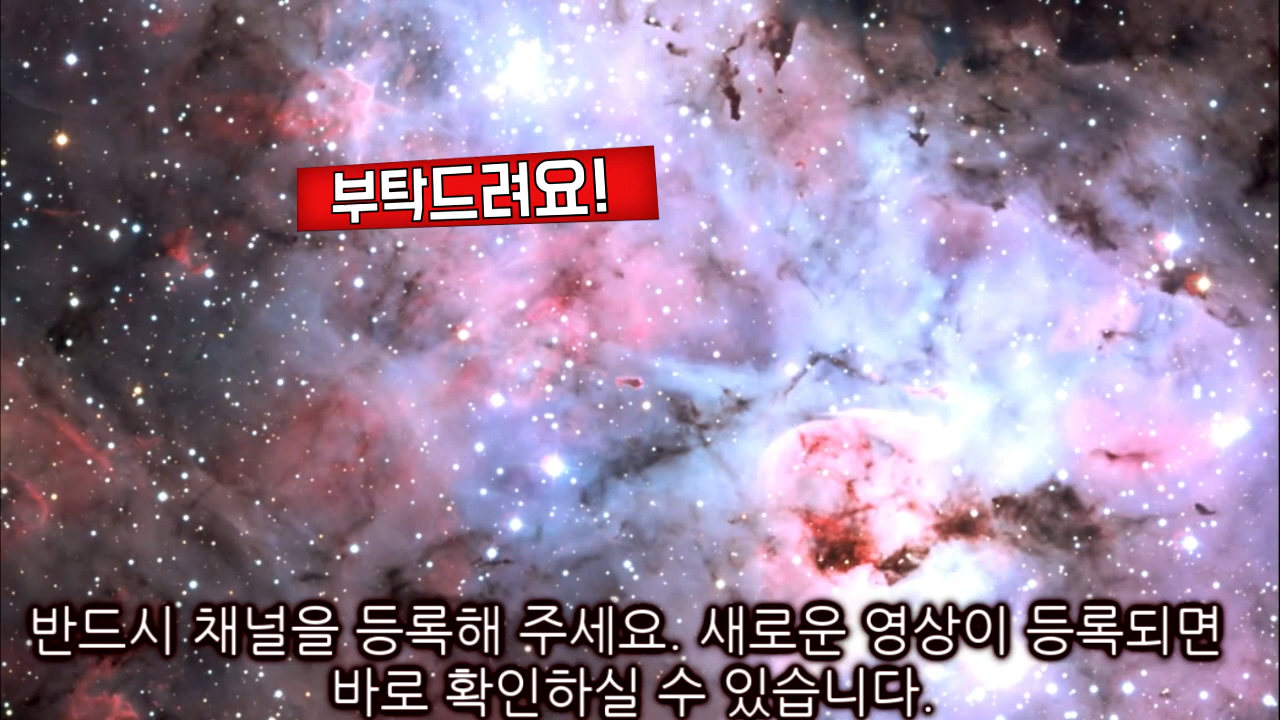 부탁드려요!
반드시 채널을 등록해 주세요. 새로운 영상이 등록되면
바로 확인하실 수 있습니다.